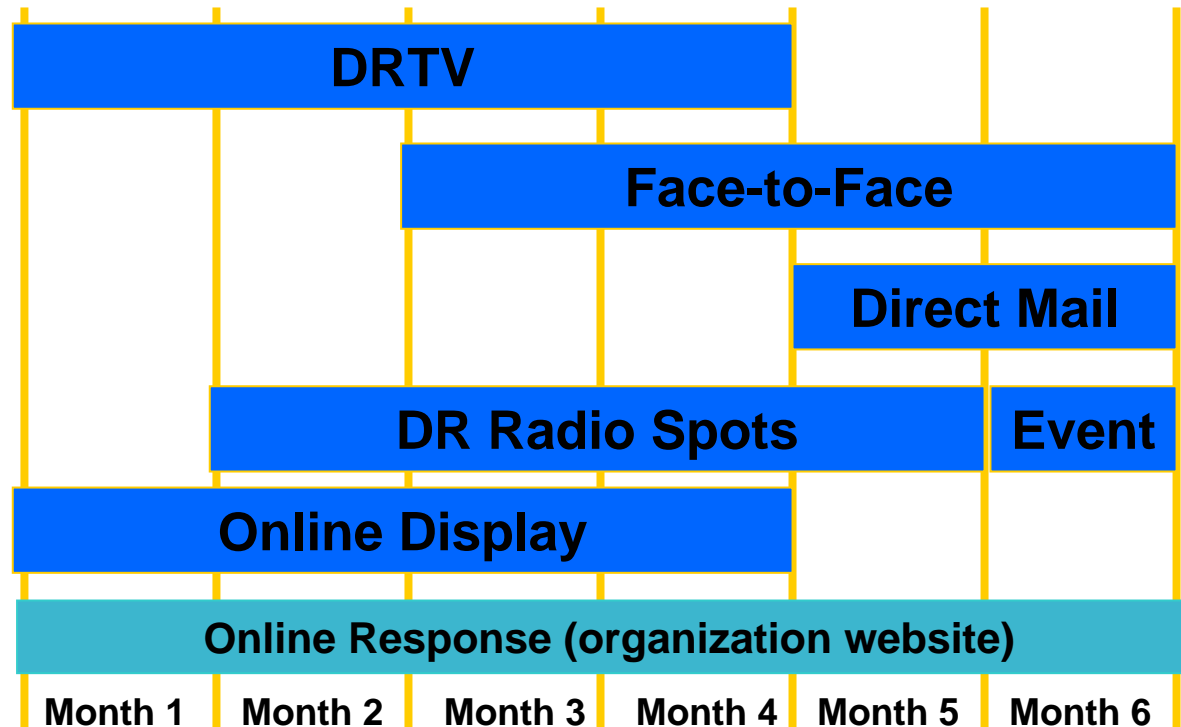 DRTV
Face-to-Face
Direct Mail
DR Radio Spots
Event
Online Display
Online Response (organization website)
Month 1
Month 2
Month 3
Month 4
Month 5
Month 6